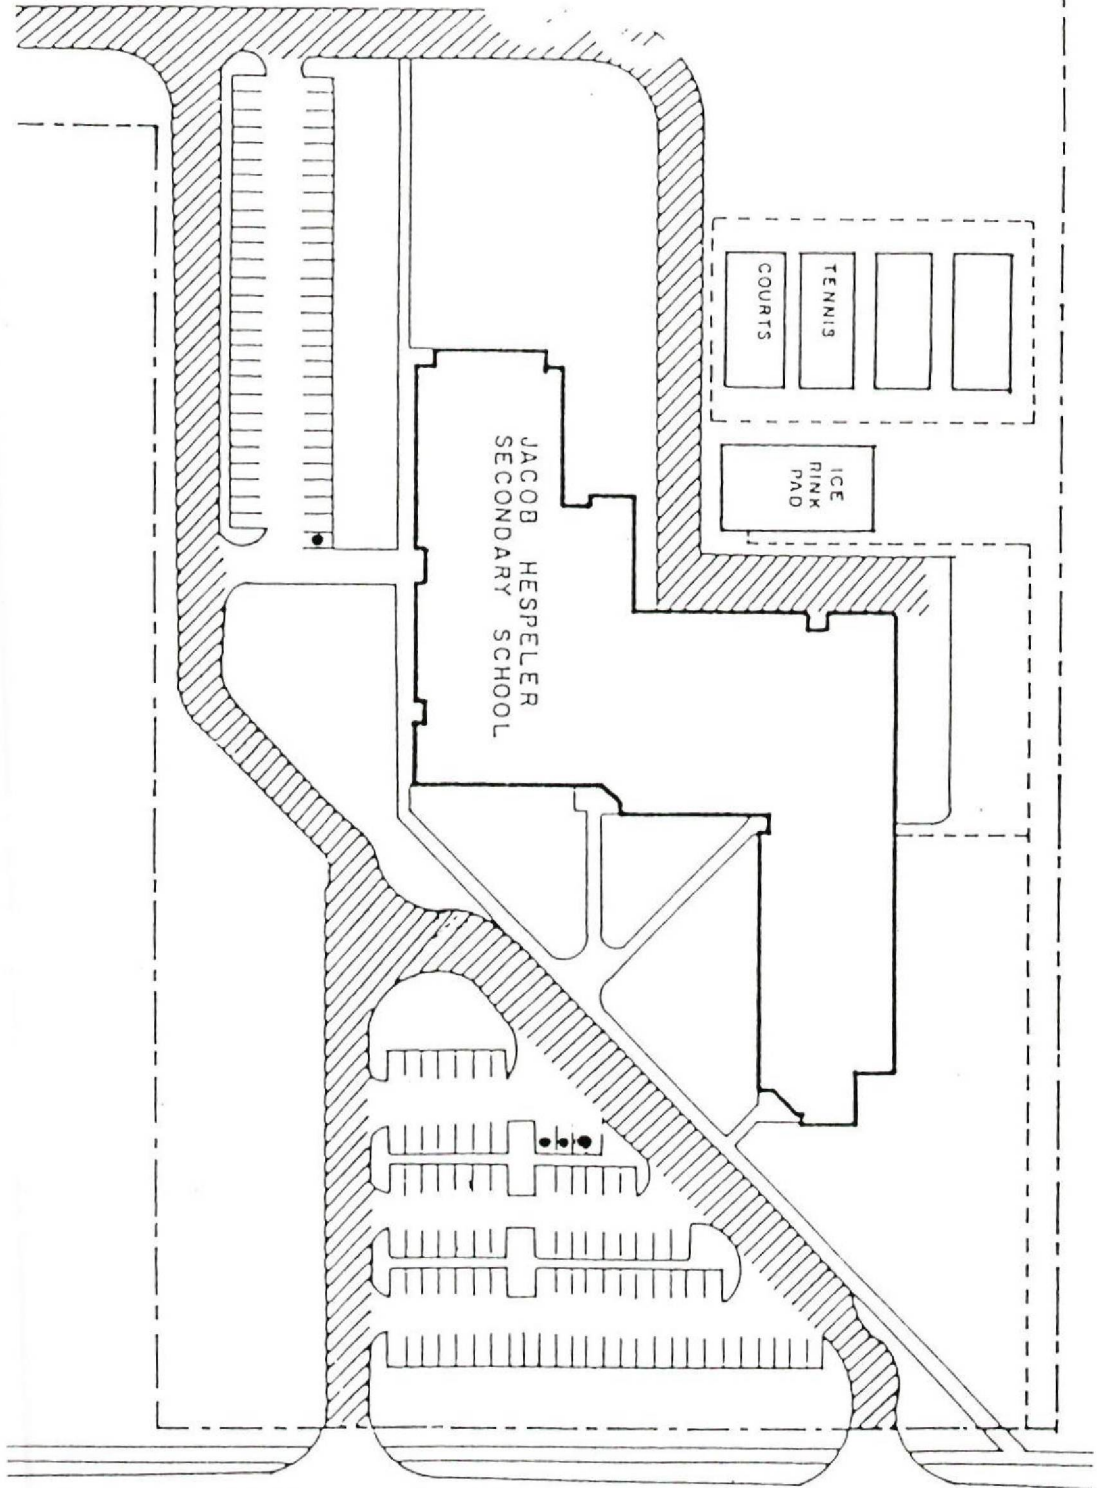 JACOB HESPELER
SECONDARY SCHOOL
TENNIS
COURTS
ICE
RINK
PAD